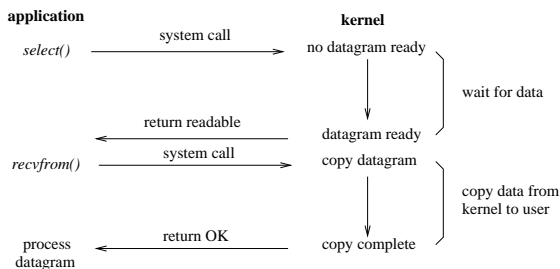 application
kernel
select()
system call
no datagram ready
wait for data
return readable
datagram ready
recvfrom()
system call
copy datagram
copy data from
kernel to user
process
datagram
return OK
copy complete